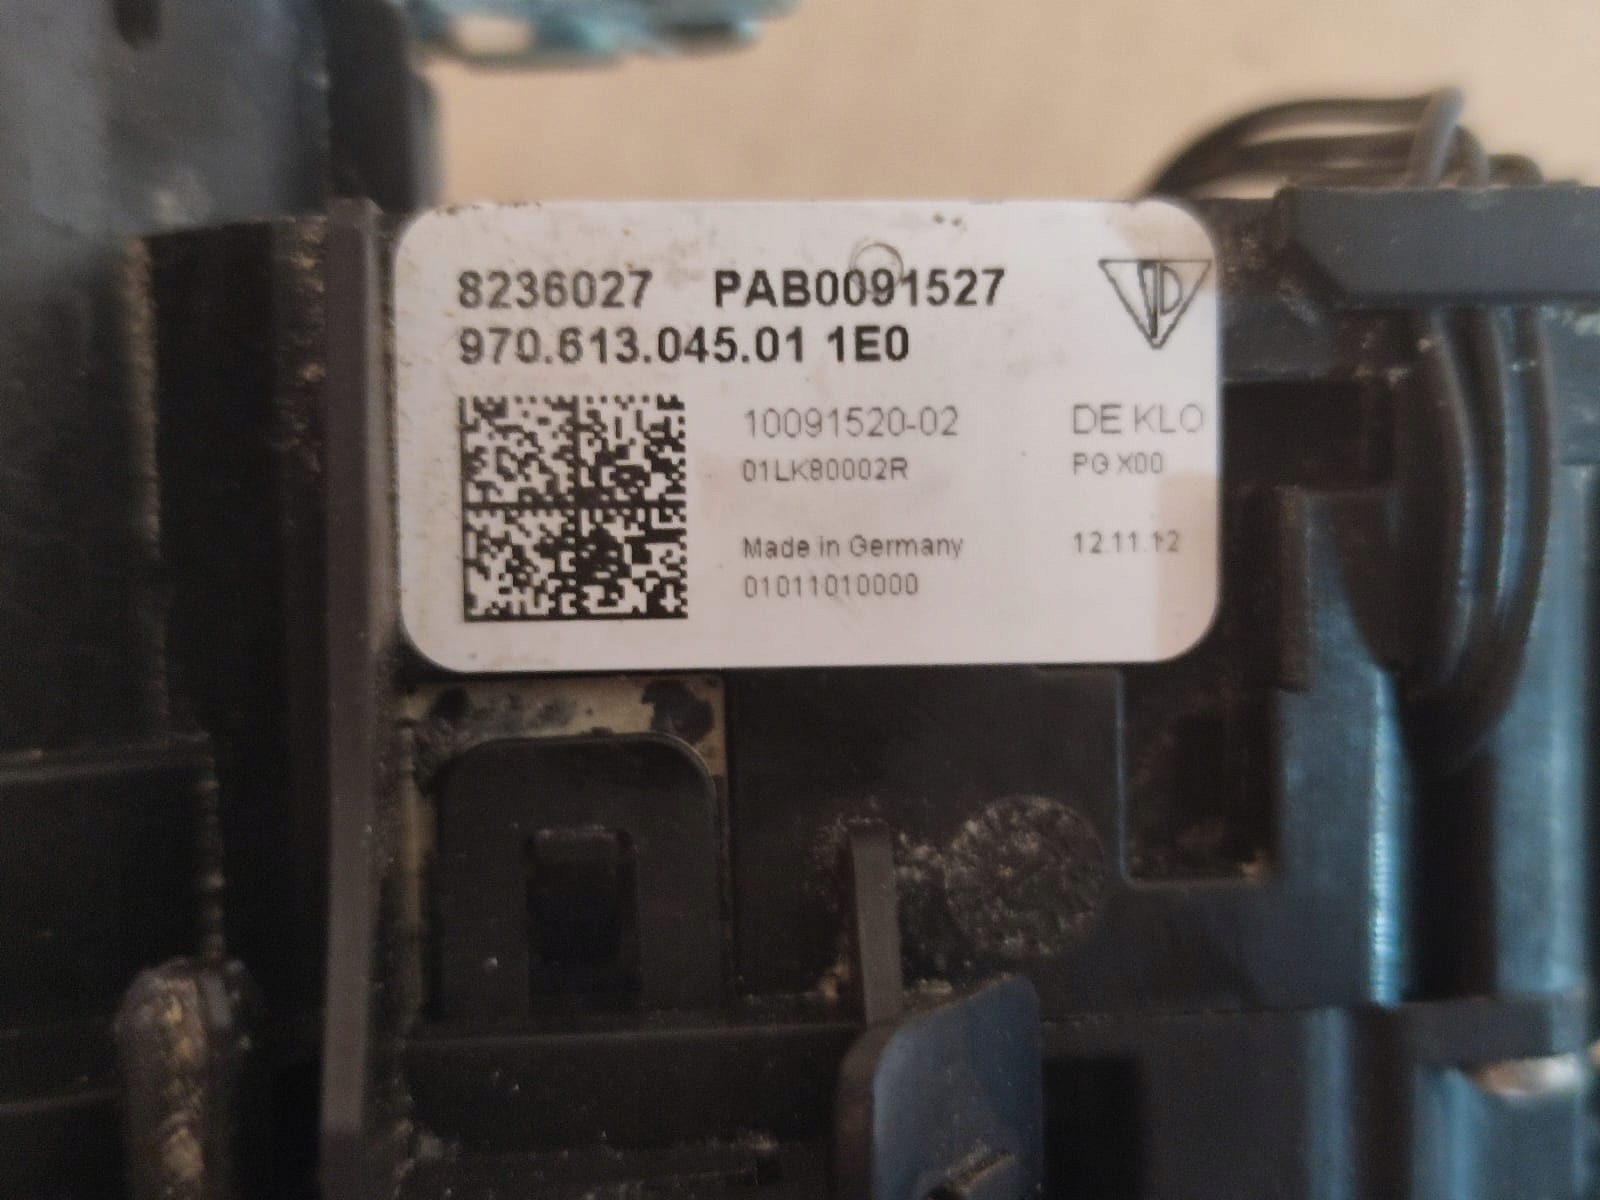 8236027 PAB0091527
970.613.045.01 1E0
10091520-02 DE KLO
01LK80002R PG X00
Made in Germany 12.11.12
01011010000